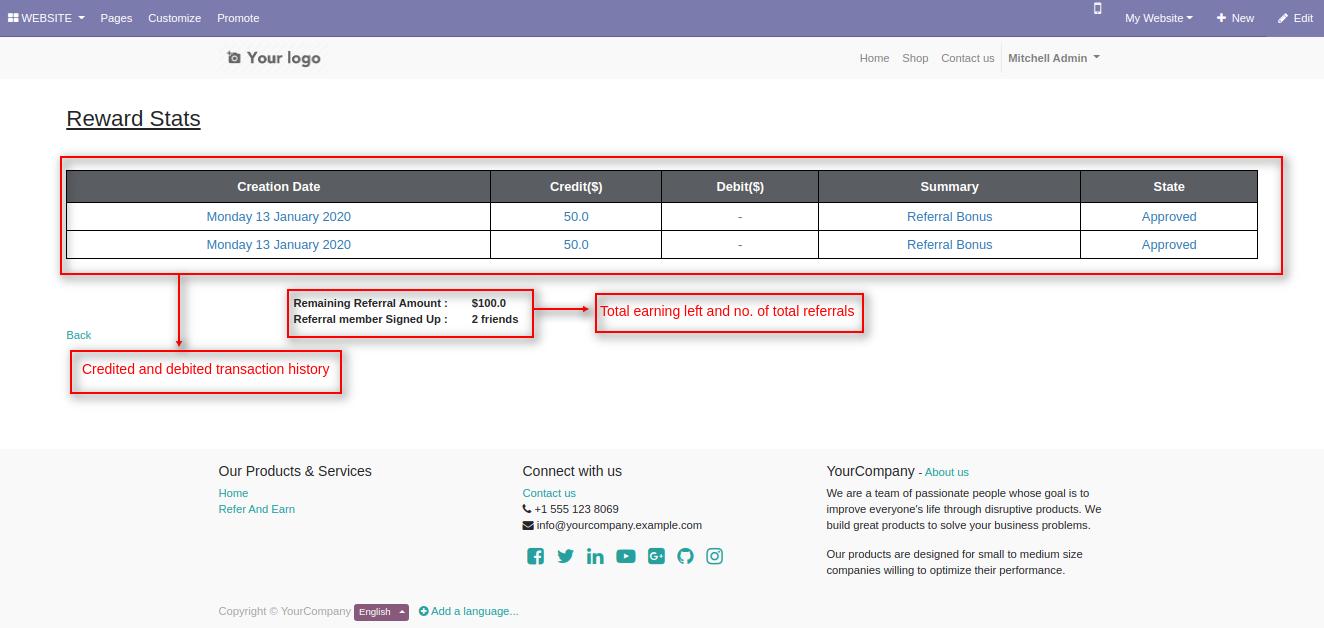 WEBSITE Pages Customize Promote My Website New Edit
Your logo Home Shop Contact us Mitchell Admin
Reward Stats
Creation Date Credit($) Debit($) Summary State
Monday 13 January 2020 50.0 - Referral Bonus Approved
Monday 13 January 2020 50.0 - Referral Bonus Approved
Remaining Referral Amount : $100.0
Referral member Signed Up : 2 friends
Total earning left and no. of total referrals
Back
Credited and debited transaction history
Our Products & Services
Home
Refer And Earn
Connect with us
Contact us
+1 555 123 8069
info@yourcompany.example.com
YourCompany - About us
We are a team of passionate people whose goal is to
improve everyone's life through disruptive products. We
build great products to solve your business problems.
Our products are designed for small to medium size
companies willing to optimize their performance.
Copyright © YourCompany English Add a language...